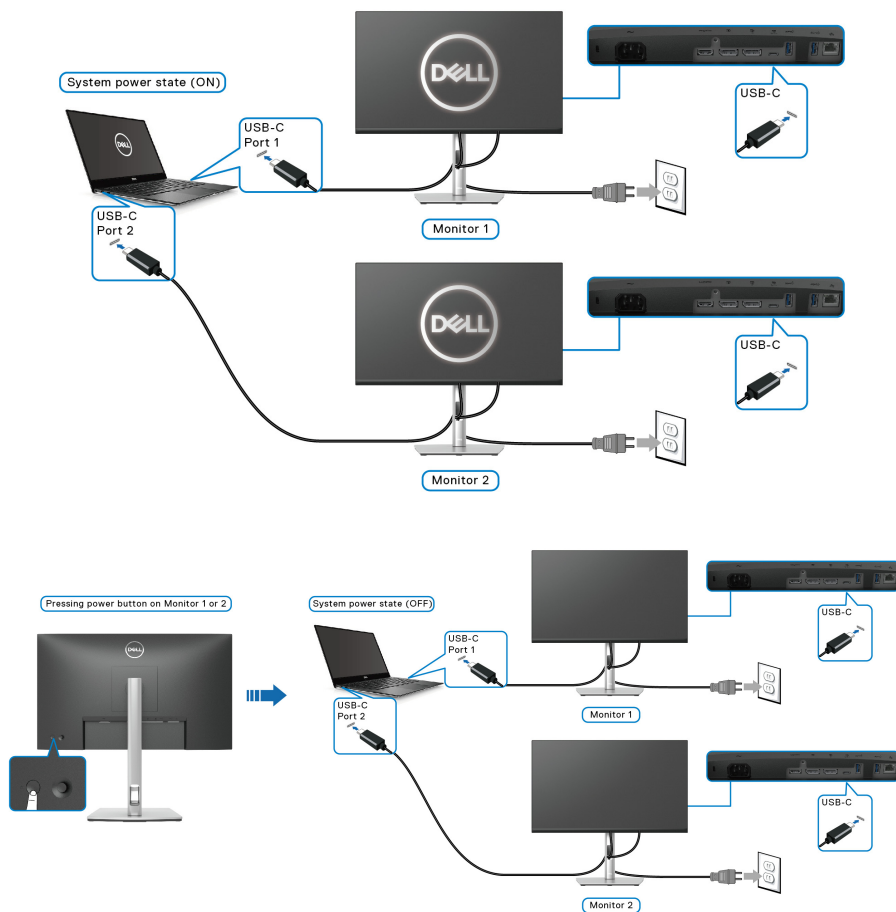 DELL
System power state (ON)
USB-C
Port 1
DELL
USB-C
Monitor 1
USB-C
Port 2
DELL
USB-C
Monitor 2
Pressing power button on Monitor 1 or 2
System power state (OFF)
DELL
USB-C
Port 1
USB-C
Monitor 1
USB-C
Port 2
USB-C
Monitor 2